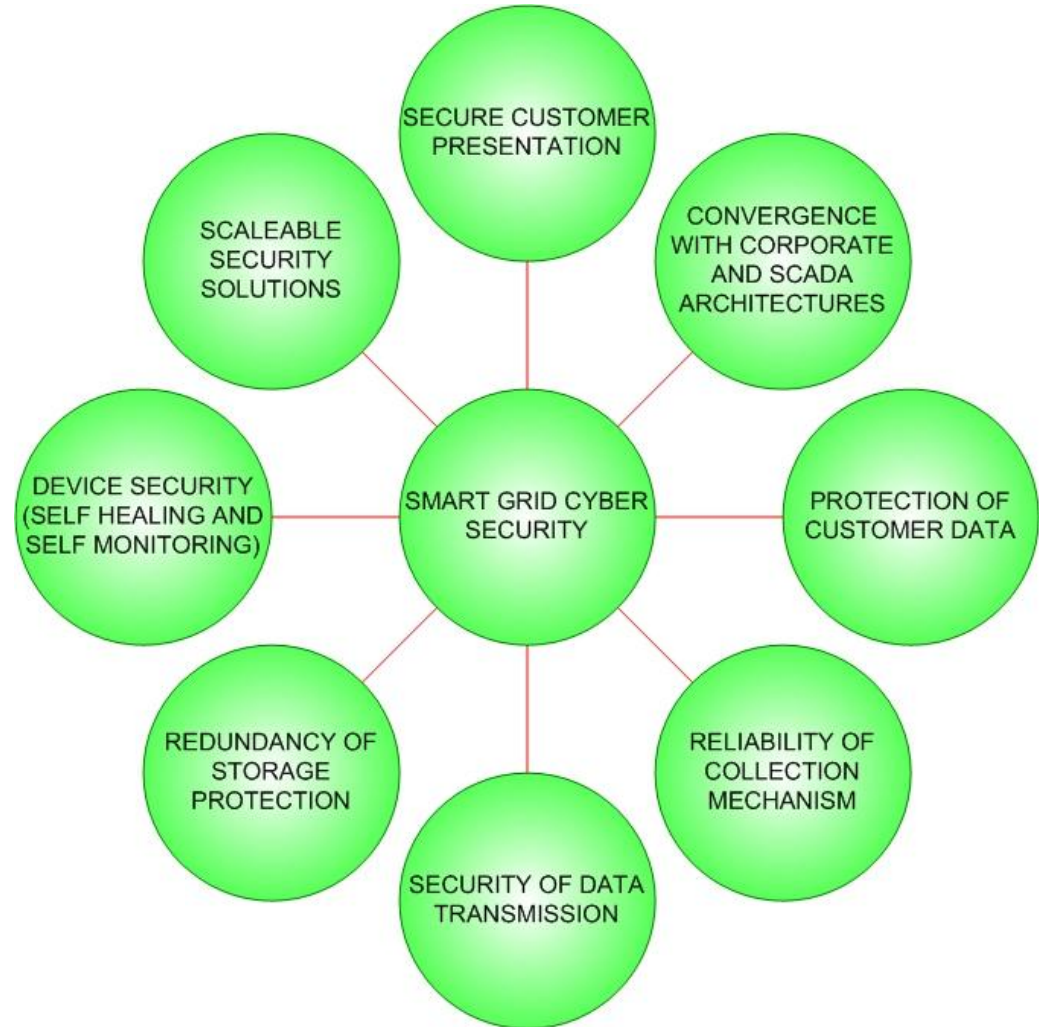 SECURE CUSTOMER
PRESENTATION
CONVERGENCE
WITH CORPORATE
AND SCADA
ARCHITECTURES
PROTECTION OF
CUSTOMER DATA
RELIABILITY OF
COLLECTION
MECHANISM
SECURITY OF DATA
TRANSMISSION
REDUNDANCY OF
STORAGE
PROTECTION
DEVICE SECURITY
(SELF HEALING AND
SELF MONITORING)
SCALEABLE
SECURITY
SOLUTIONS
SMART GRID CYBER
SECURITY